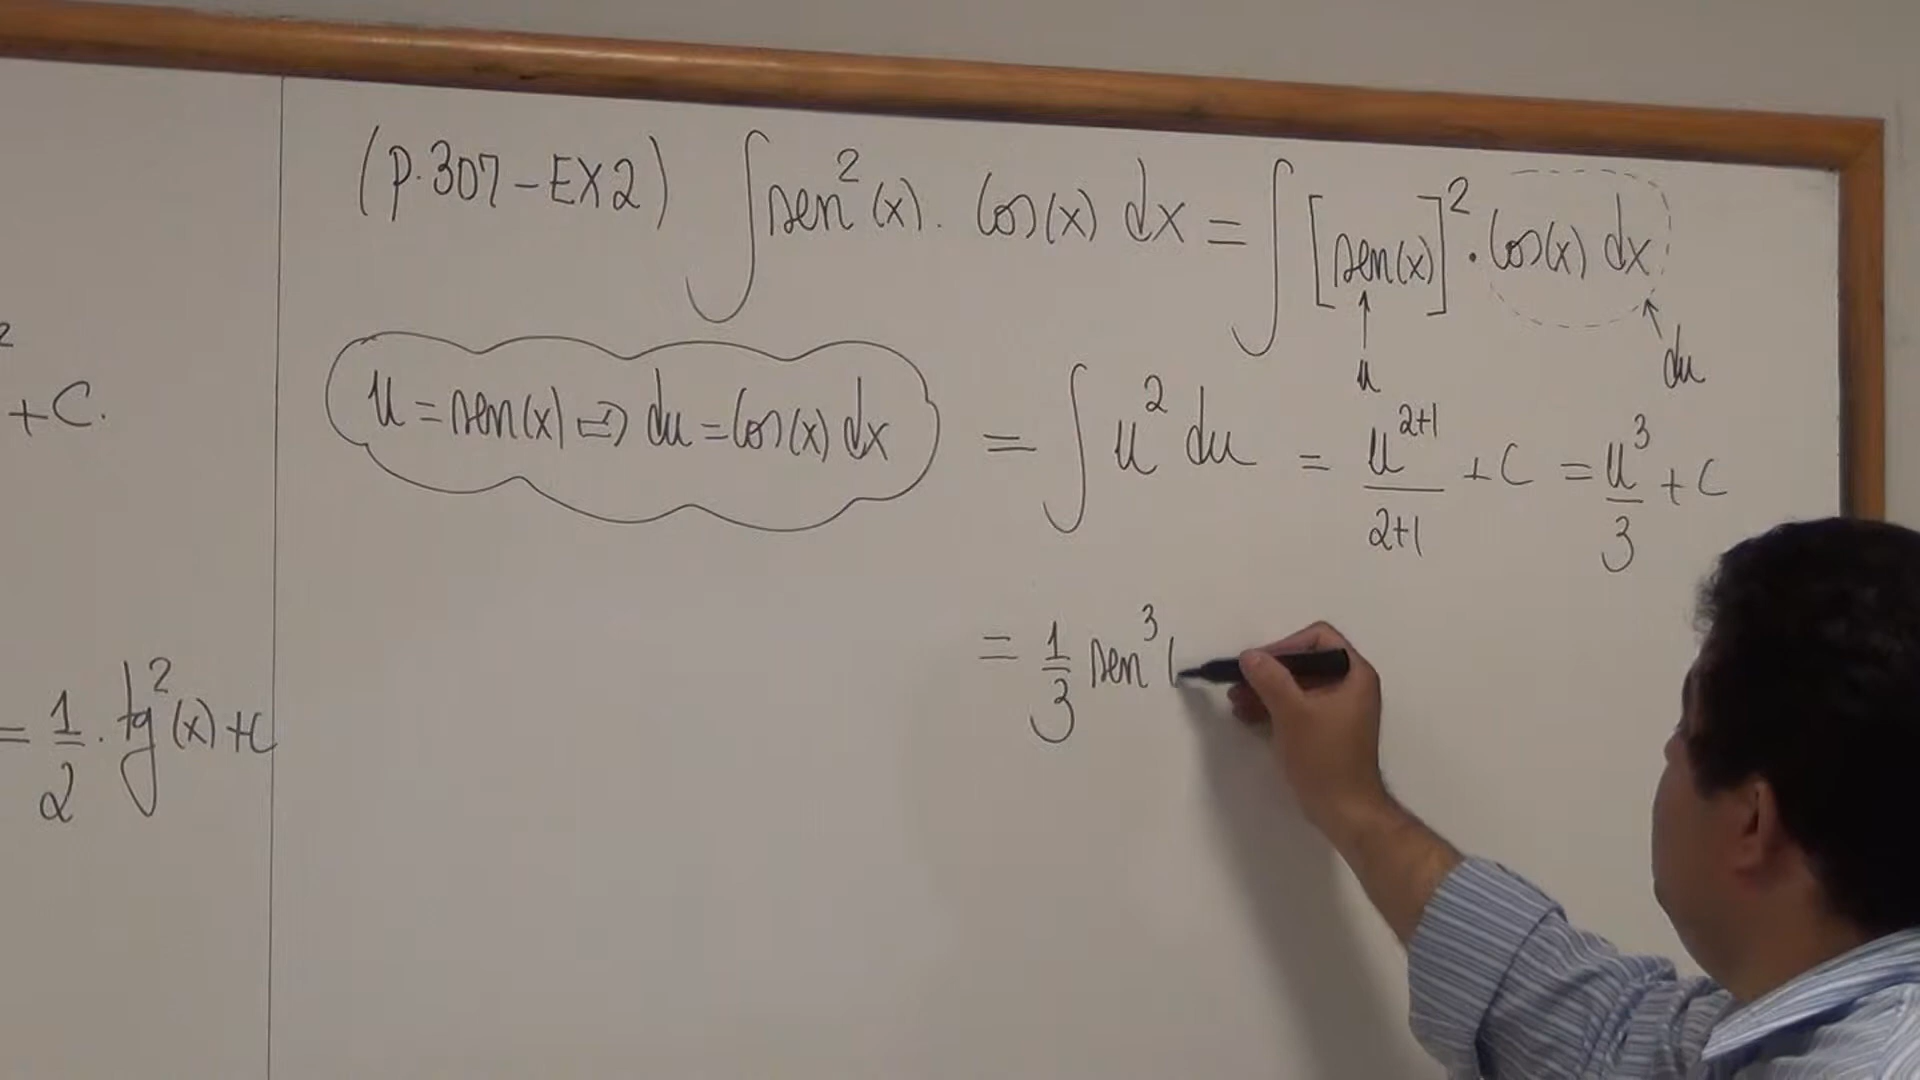 (P.307-EX2) ∫sen²(x). Cos(x) dx = ∫[sen(x)]² · Cos(x) dx
u
du
2
+C.
u = sen(x) ⇒ du = Cos(x) dx
= ∫u² du = u²⁺¹/2+1 + C = u³/3 + C
= 1/3 sen³(
= 1/2 . tg²(x) + C